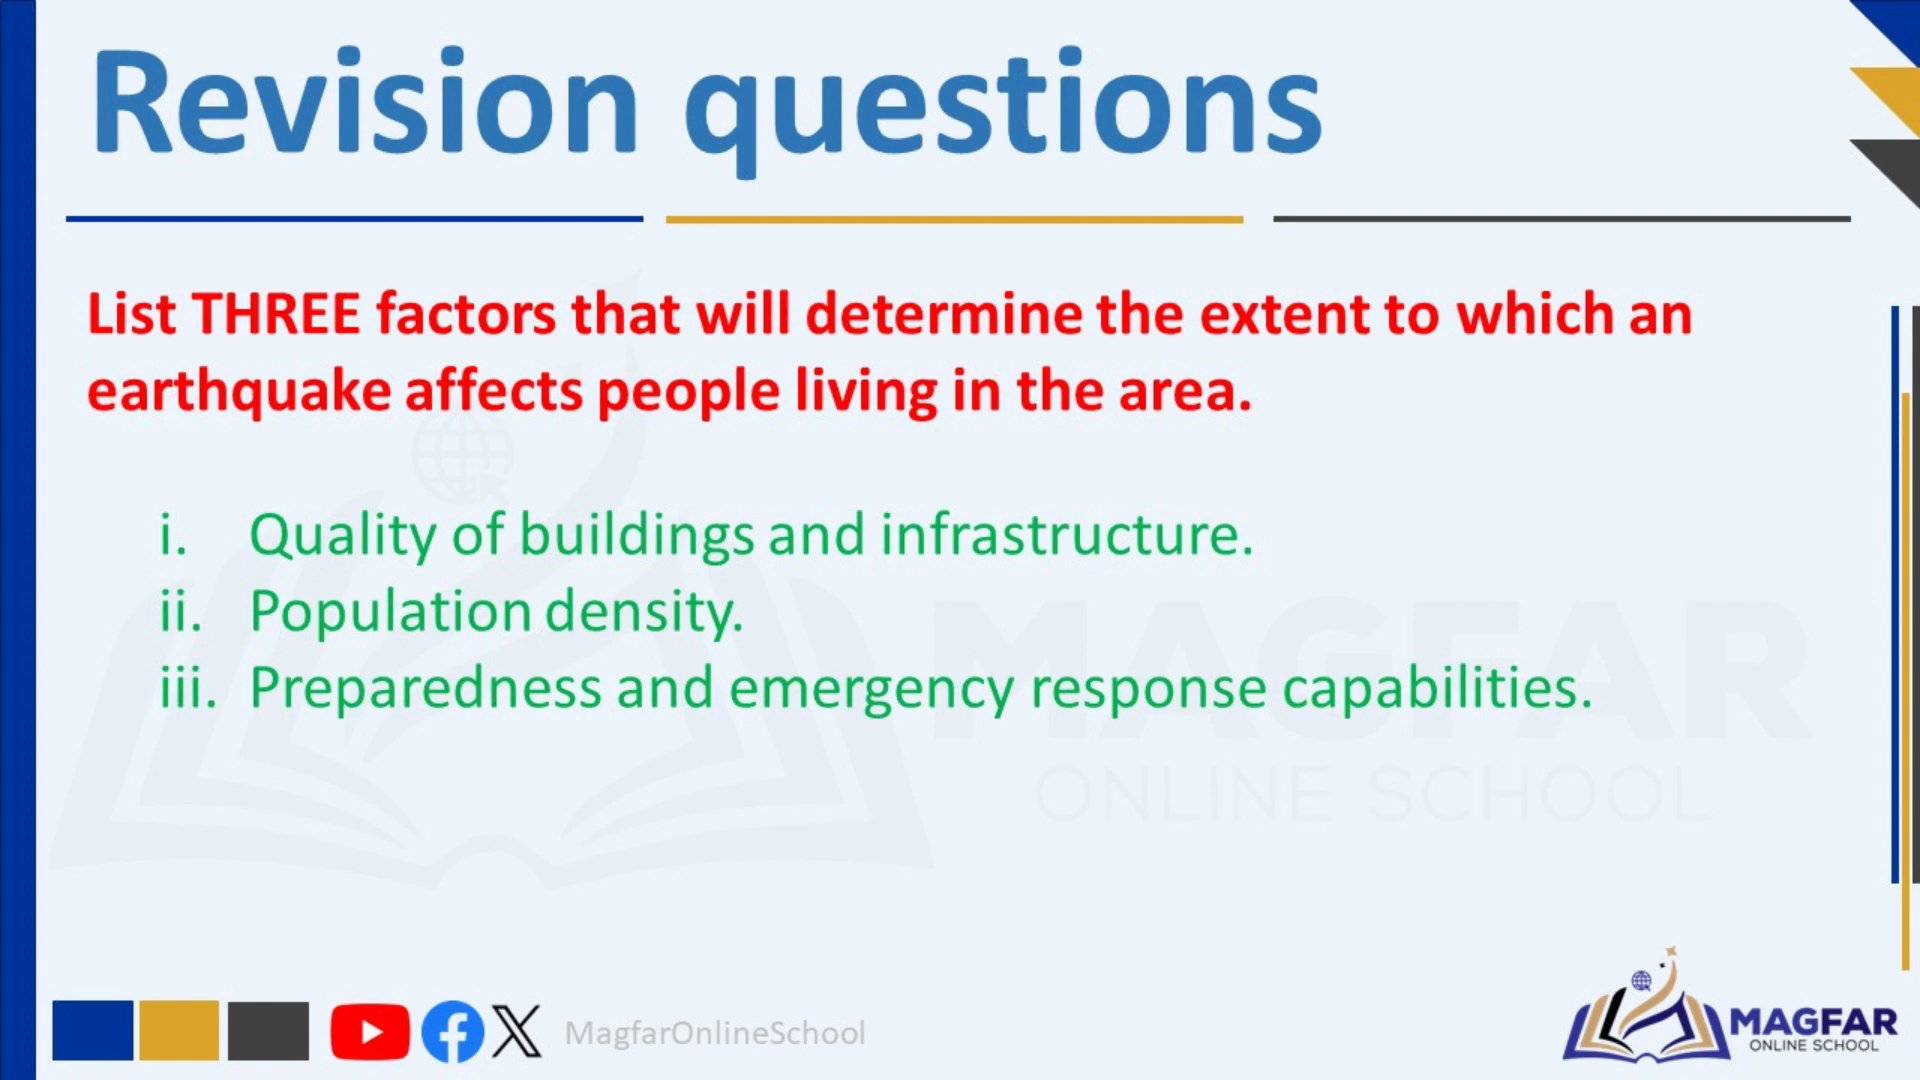 Revision questions
List THREE factors that will determine the extent to which an
earthquake affects people living in the area.
i. Quality of buildings and infrastructure.
ii. Population density.
iii. Preparedness and emergency response capabilities.
MAGFAR
ONLINE SCHOOL
MagfarOnlineSchool
MAGFAR
ONLINE SCHOOL